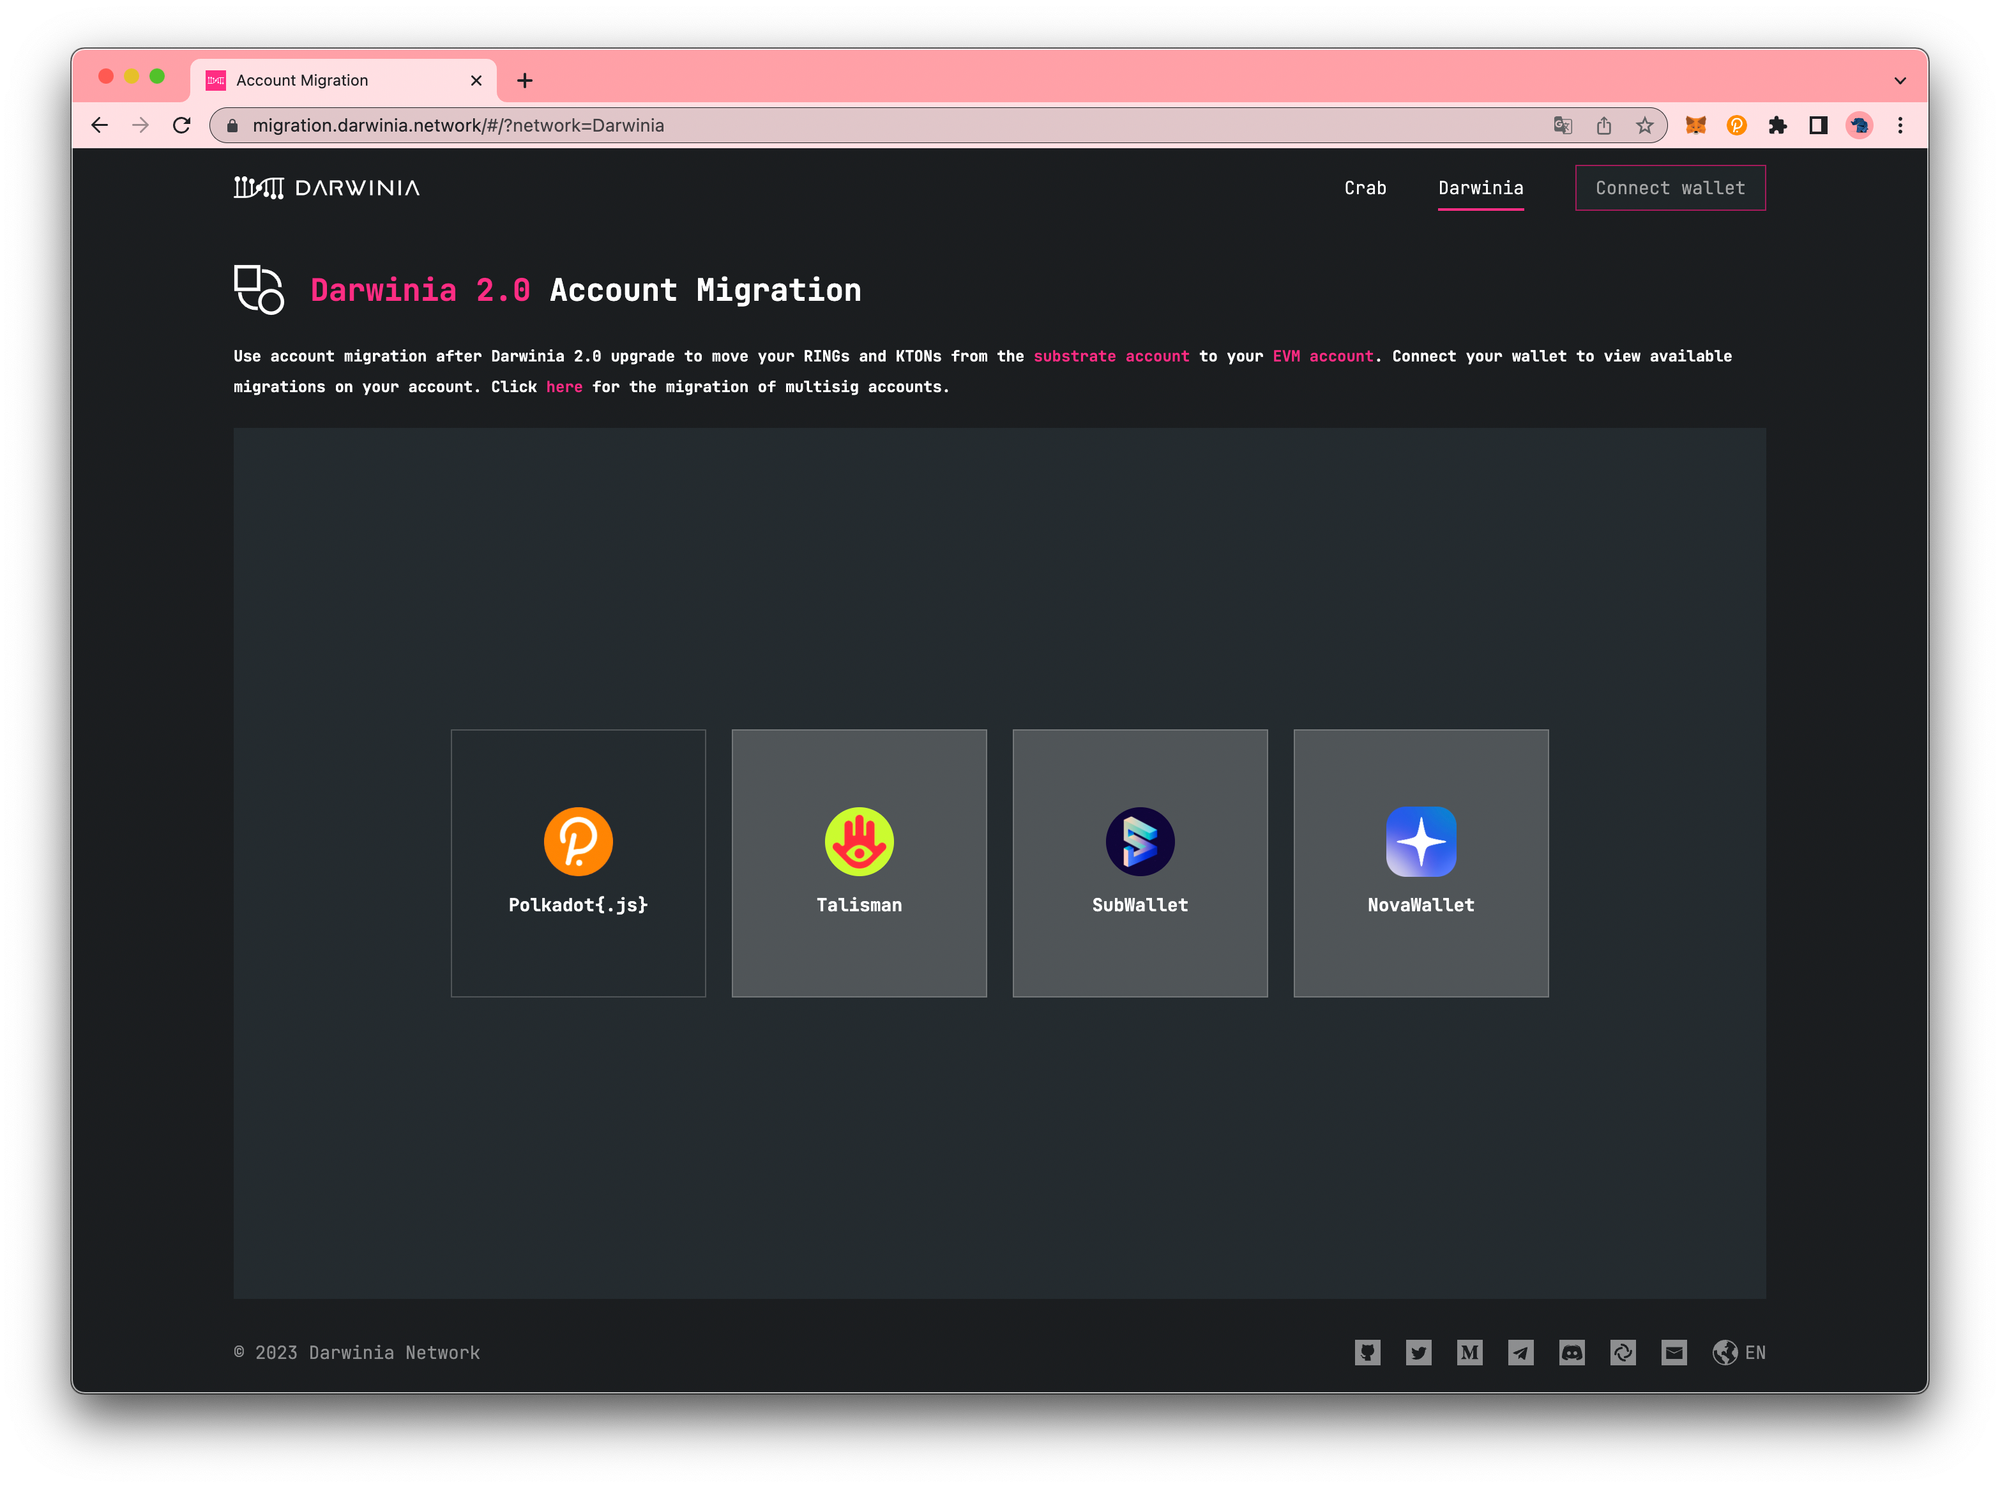 Account Migration
migration.darwinia.network/#/?network=Darwinia
DARWINIA
Crab
Darwinia
Connect wallet
Darwinia 2.0 Account Migration
Use account migration after Darwinia 2.0 upgrade to move your RINGs and KTONs from the substrate account to your EVM account. Connect your wallet to view available
migrations on your account. Click here for the migration of multisig accounts.
Polkadot{.js}
Talisman
SubWallet
NovaWallet
© 2023 Darwinia Network
EN